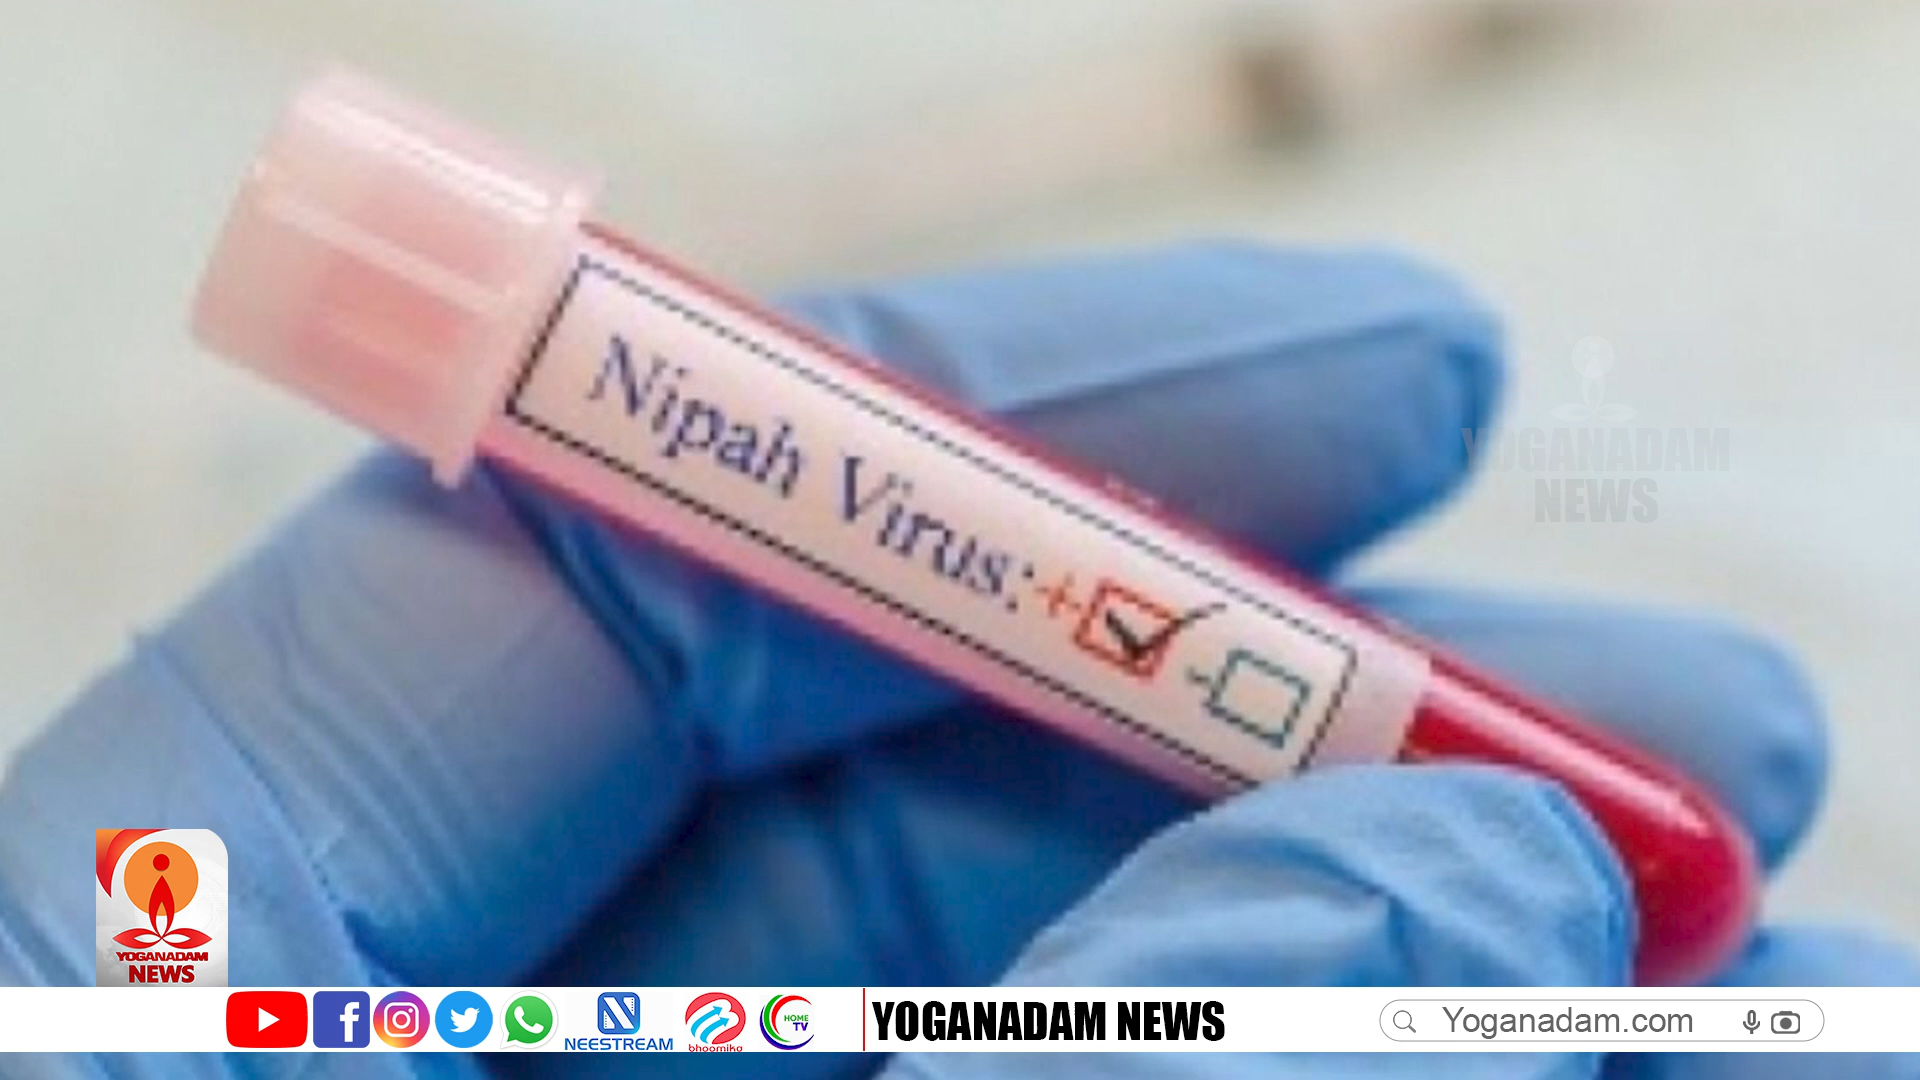 Nipah Virus: + -
YOGANADAM
NEWS
YOGANADAM
NEWS
NEESTREAM
bhoomika
HOME
TV
YOGANADAM NEWS
Yoganadam.com